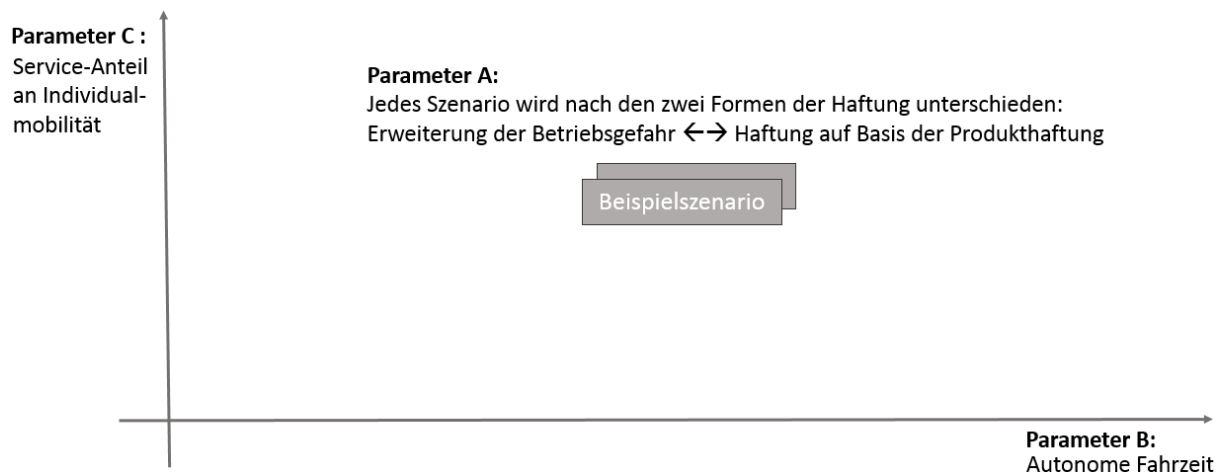 Parameter C :
Service-Anteil
an Individual-
mobilität
Parameter A:
Jedes Szenario wird nach den zwei Formen der Haftung unterschieden:
Erweiterung der Betriebsgefahr ←→ Haftung auf Basis der Produkthaftung
Beispielszenario
Parameter B:
Autonome Fahrzeit